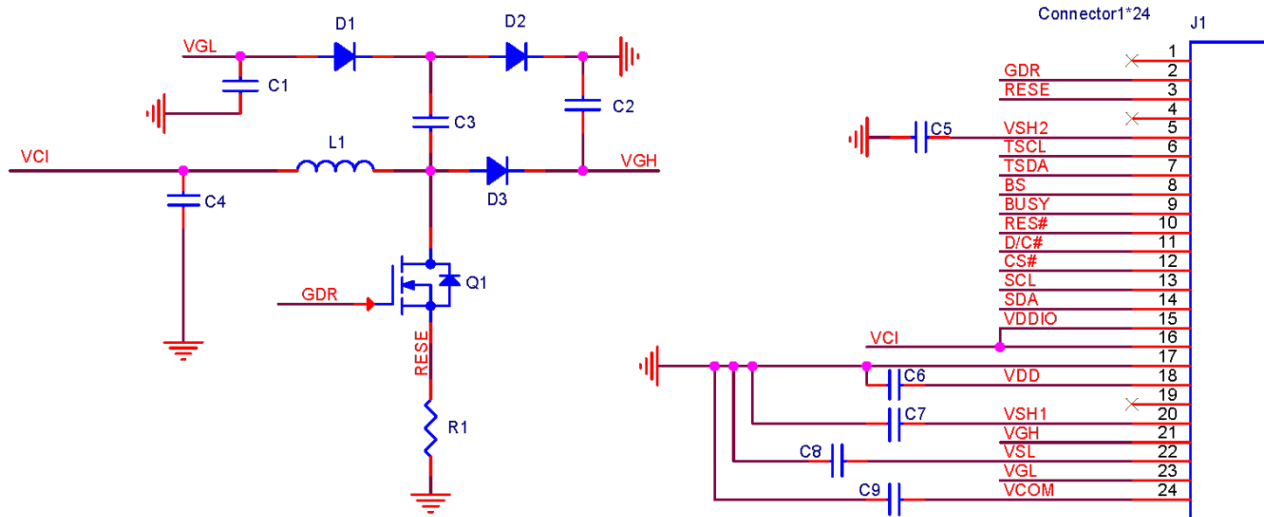 Connector1*24
J1
D1
D2
VGL
C1
C2
C3
VCI
L1
VGH
D3
C4
Q1
GDR
RESE
R1
1
GDR
2
RESE
3
4
C5
VSH2
5
TSCL
6
TSDA
7
BS
8
BUSY
9
RES#
10
D/C#
11
CS#
12
SCL
13
SDA
14
VDDIO
15
VCI
16
17
C6
VDD
18
19
C7
VSH1
20
VGH
21
C8
VSL
22
VGL
23
C9
VCOM
24